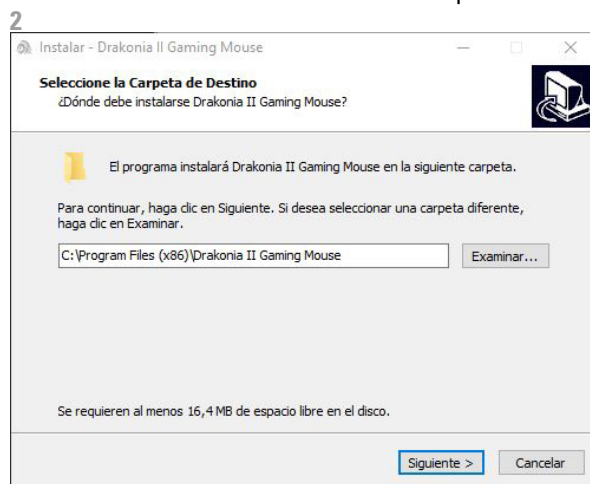 2
Instalar - Drakonia II Gaming Mouse
Seleccione la Carpeta de Destino
¿Dónde debe instalarse Drakonia II Gaming Mouse?
El programa instalará Drakonia II Gaming Mouse en la siguiente carpeta.
Para continuar, haga clic en Siguiente. Si desea seleccionar una carpeta diferente,
haga clic en Examinar.
C:\Program Files (x86)\Drakonia II Gaming Mouse
Examinar...
Se requieren al menos 16,4 MB de espacio libre en el disco.
Siguiente >
Cancelar